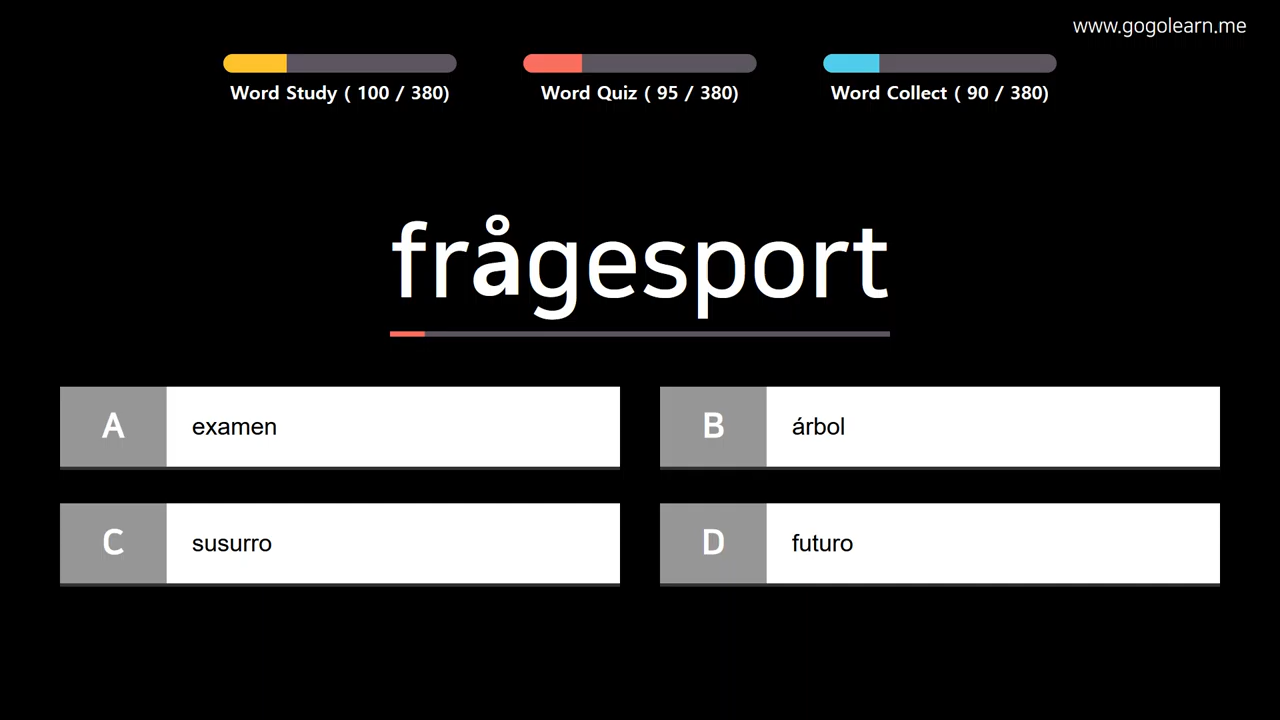 www.gogolearn.me
Word Study ( 100 / 380)
Word Quiz ( 95 / 380)
Word Collect ( 90 / 380)
frågesport
A examen
B árbol
C susurro
D futuro